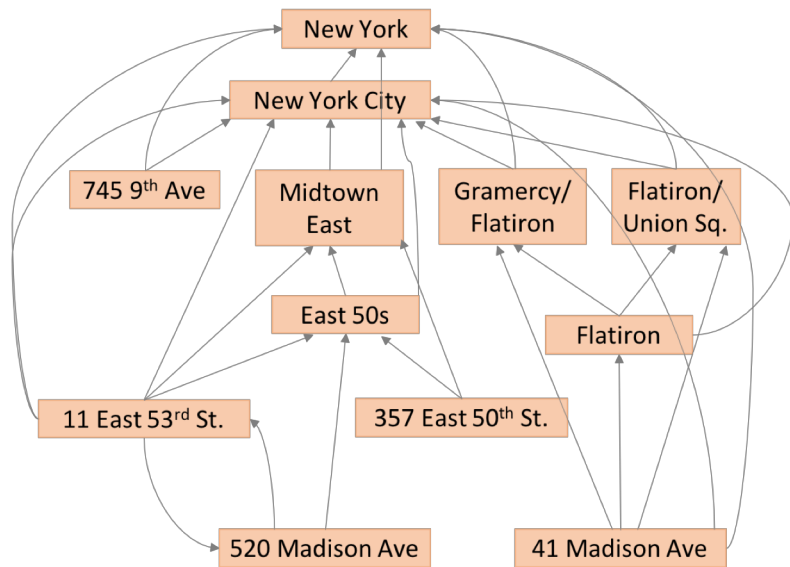 New York
New York City
745 9th Ave
Midtown
East
Gramercy/
Flatiron
Flatiron/
Union Sq.
East 50s
Flatiron
11 East 53rd St.
357 East 50th St.
520 Madison Ave
41 Madison Ave